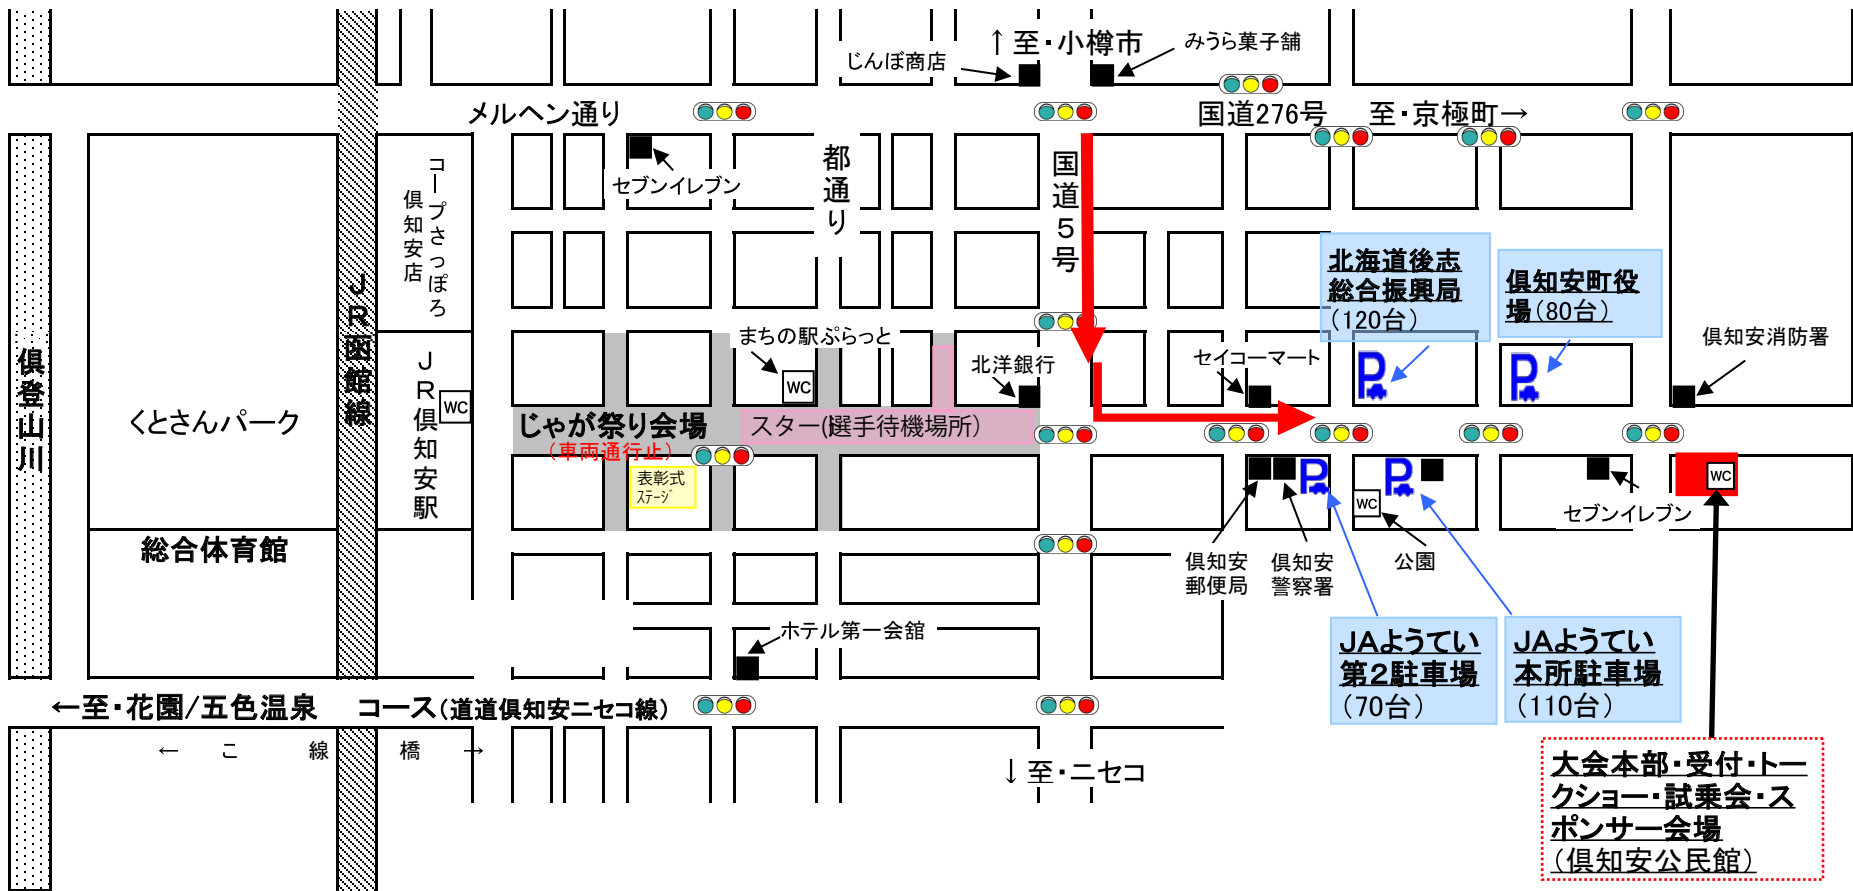 ↑至・小樽市
みうら菓子舗
じんぼ商店
メルヘン通り
国道276号
至・京極町→
セブンイレブン
都通り
国道5号
コープさっぽろ
倶知安店
JR函館線
北海道後志
総合振興局
(120台)
倶知安町役
場(80台)
倶知安消防署
まちの駅ぷらっと
WC
北洋銀行
セイコーマート
倶登山川
くとさんパーク
JR倶知安駅
WC
じゃが祭り会場
(車両通行止)
スター(選手待機場所)
表彰式
ステージ
WC
WC
セブンイレブン
総合体育館
倶知安
郵便局
倶知安
警察署
公園
ホテル第一会舘
JAようてい
第2駐車場
(70台)
JAようてい
本所駐車場
(110台)
←至・花園/五色温泉
コース(道道倶知安ニセコ線)
← こ 線 橋 →
↓至・ニセコ
大会本部・受付・トー
クショー・試乗会・ス
ポンサー会場
(倶知安公民館)